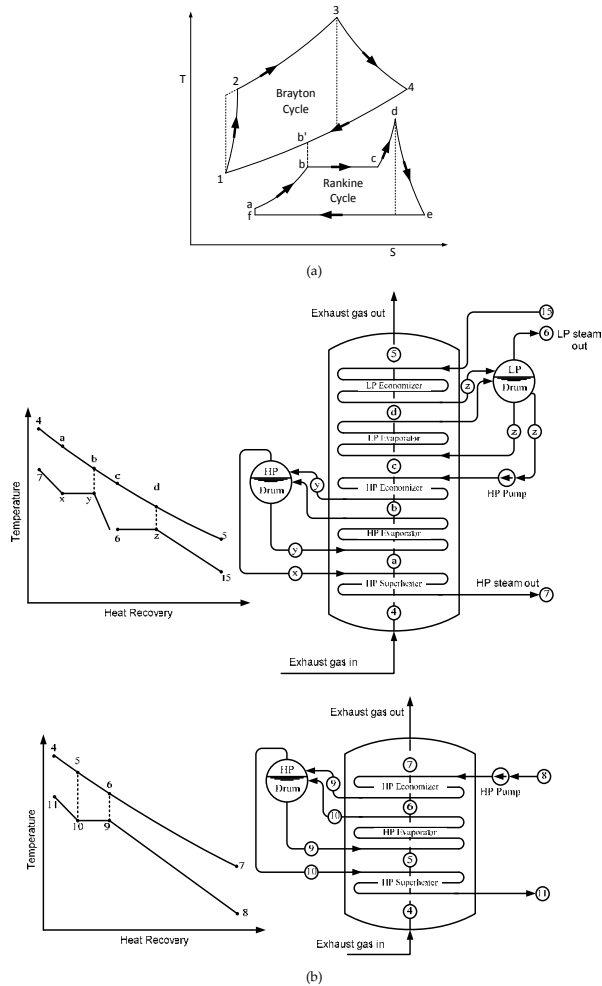 3
T
2
4
Brayton
Cycle
d
b'
b
c
1
Rankine
Cycle
a
f
e
S
(a)
Exhaust gas out
15
6
LP steam
out
5
LP
Drum
z
LP Economizer
d
4
a
b
c
d
7
x
y
6
z
5
15
Temperature
Heat Recovery
LP Evaporator
z
z
c
HP
Drum
y
HP Economizer
HP Pump
b
HP Evaporator
y
a
x
HP Superheater
HP steam out
7
4
Exhaust gas in
Exhaust gas out
4
5
6
11
10
9
7
8
Temperature
Heat Recovery
7
HP
Drum
9
HP Economizer
HP Pump
8
6
10
HP Evaporator
9
5
10
HP Superheater
11
4
Exhaust gas in
(b)